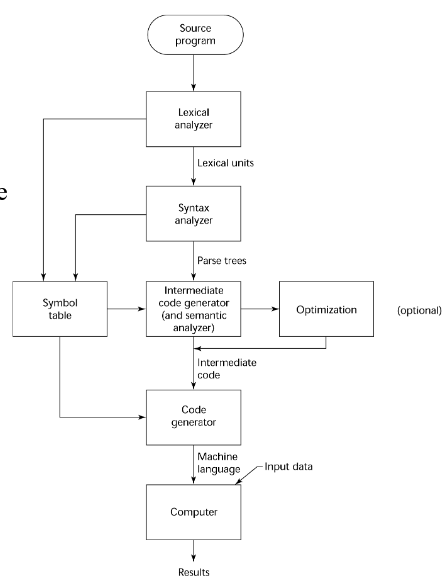 Source
program
Lexical
analyzer
Lexical units
e
Syntax
analyzer
Parse trees
Symbol
table
Intermediate
code generator
(and semantic
analyzer)
Optimization
(optional)
Intermediate
code
Code
generator
Machine
language
Input data
Computer
Results